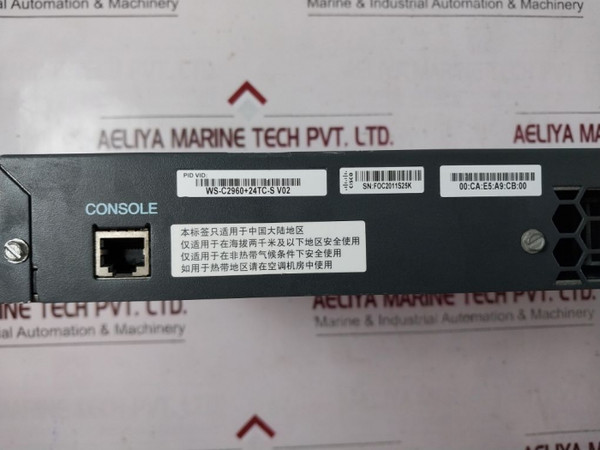 Marine & Industrial Automation & Machinery
AELIYA MARINE TECH PVT. LTD.
PID VID:
WS-C2960+24TC-S V02
CISCO
SN:FOC2011S25K
00:CA:E5:A9:CB:00
CONSOLE
本标签只适用于中国大陆地区
仅适用于在海拔两千米及以下地区安全使用
仅适用于在非热带气候条件下安全使用
如用于热带地区请在空调机房中使用
TECH PVT. LTD.
Industrial Automation & Machinery
AELIYA MARINE
Marine & Industrial Automation &